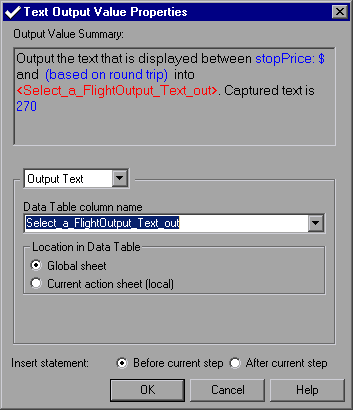 Text Output Value Properties
Output Value Summary:
Output the text that is displayed between stopPrice: $
and (based on round trip) into
<Select_a_FlightOutput_Text_out>. Captured text is
270
Output Text
Data Table column name
Select_a_FlightOutput_Text_out
Location in Data Table
Global sheet
Current action sheet (local)
Insert statement:
Before current step
After current step
OK
Cancel
Help